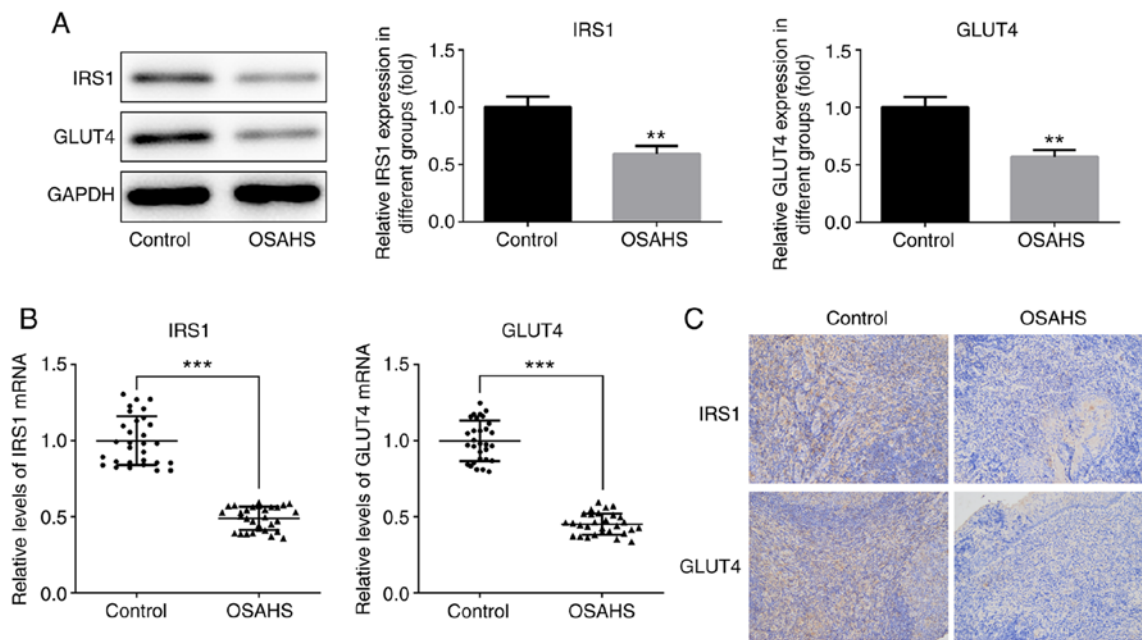 A
IRS1
GLUT4
GAPDH
Control OSAHS
IRS1
Relative IRS1 expression in
different groups (fold)
1.5
1.0
0.5
0.0
**
Control OSAHS
GLUT4
Relative GLUT4 expression in
different groups (fold)
1.5
1.0
0.5
0.0
**
Control OSAHS
B
IRS1
Relative levels of IRS1 mRNA
1.5
1.0
0.5
0.0
***
Control OSAHS
GLUT4
Relative levels of GLUT4 mRNA
1.5
1.0
0.5
0.0
***
Control OSAHS
C
Control OSAHS
IRS1
GLUT4